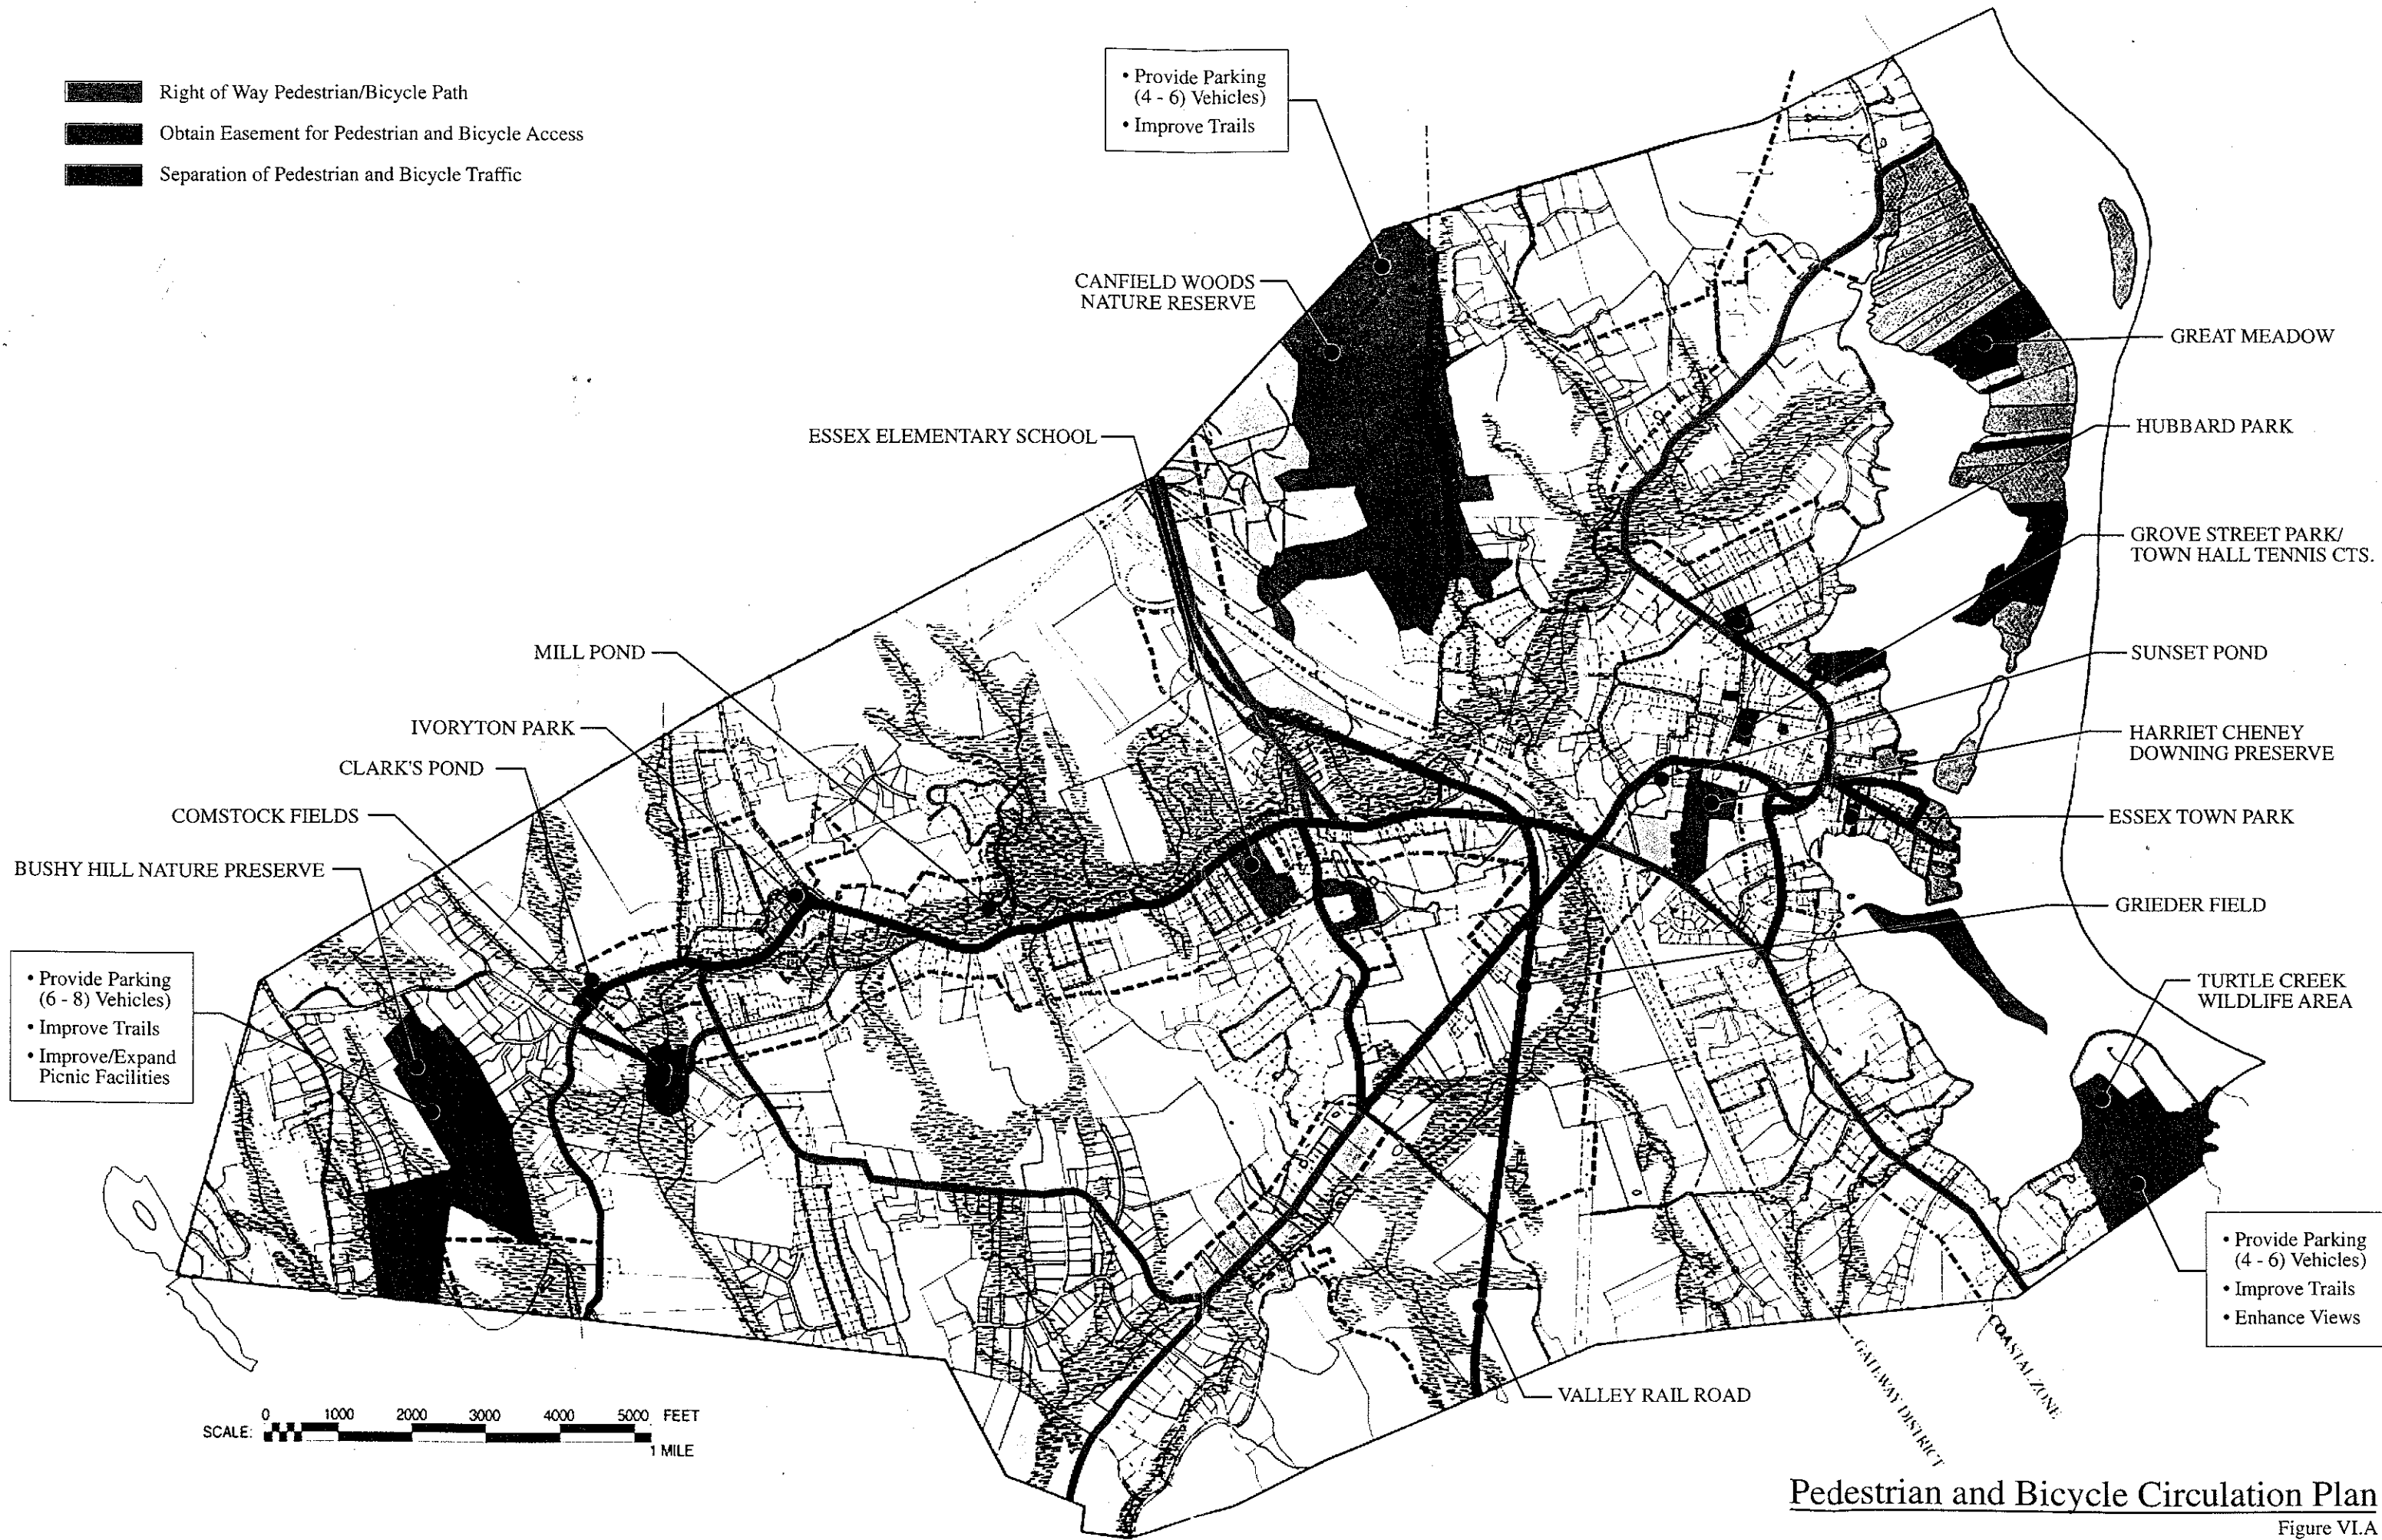 Right of Way Pedestrian/Bicycle Path
Obtain Easement for Pedestrian and Bicycle Access
Separation of Pedestrian and Bicycle Traffic
• Provide Parking
(4 - 6) Vehicles)
• Improve Trails
CANFIELD WOODS
NATURE RESERVE
GREAT MEADOW
HUBBARD PARK
ESSEX ELEMENTARY SCHOOL
GROVE STREET PARK/
TOWN HALL TENNIS CTS.
MILL POND
SUNSET POND
IVORYTON PARK
HARRIET CHENEY
DOWNING PRESERVE
CLARK'S POND
COMSTOCK FIELDS
ESSEX TOWN PARK
BUSHY HILL NATURE PRESERVE
GRIEDER FIELD
• Provide Parking
(6 - 8) Vehicles)
• Improve Trails
• Improve/Expand
Picnic Facilities
TURTLE CREEK
WILDLIFE AREA
• Provide Parking
(4 - 6) Vehicles)
• Improve Trails
• Enhance Views
VALLEY RAIL ROAD
GATEWAY DISTRICT
COASTAL ZONE
SCALE:
0 1000 2000 3000 4000 5000 FEET
1 MILE
Pedestrian and Bicycle Circulation Plan
Figure VI.A